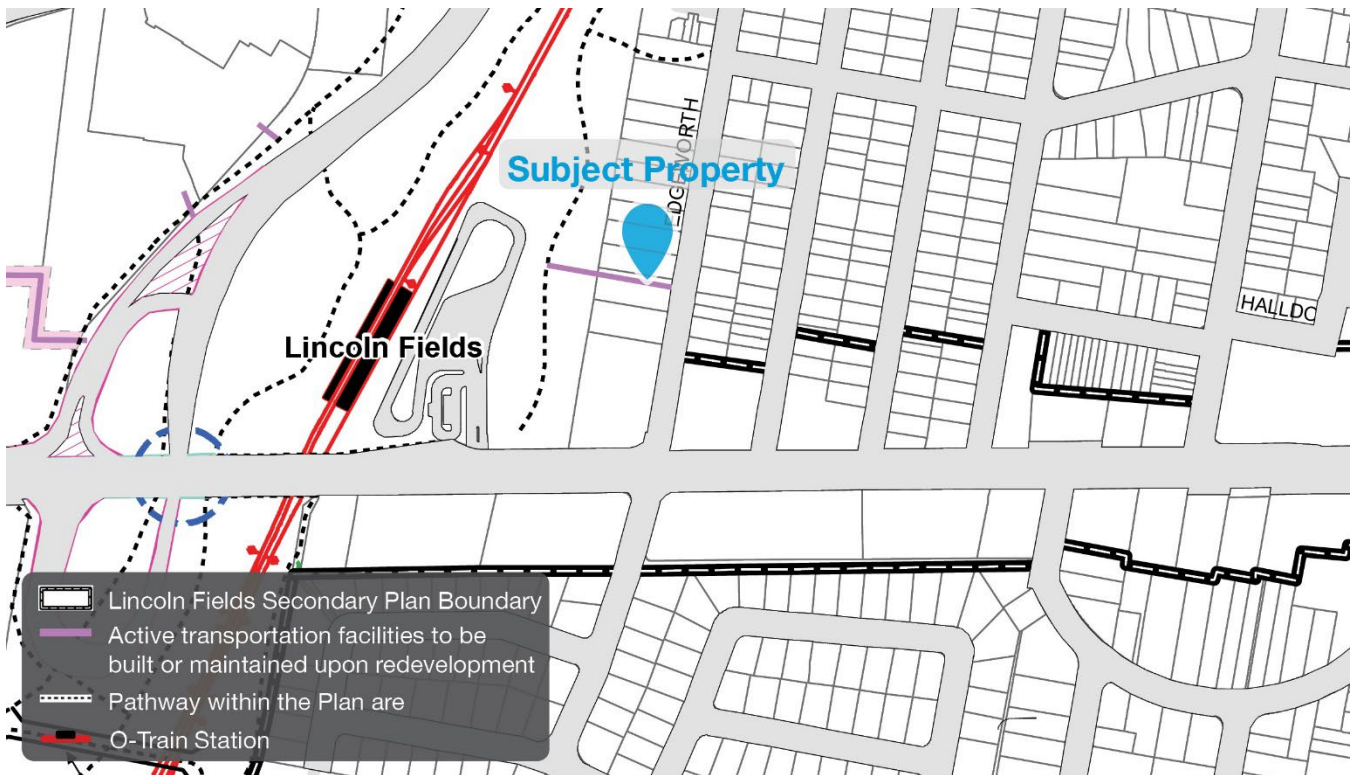 EDGEWORTH
Subject Property
HALLDO
Lincoln Fields
Lincoln Fields Secondary Plan Boundary
Active transportation facilities to be
built or maintained upon redevelopment
Pathway within the Plan are
O-Train Station